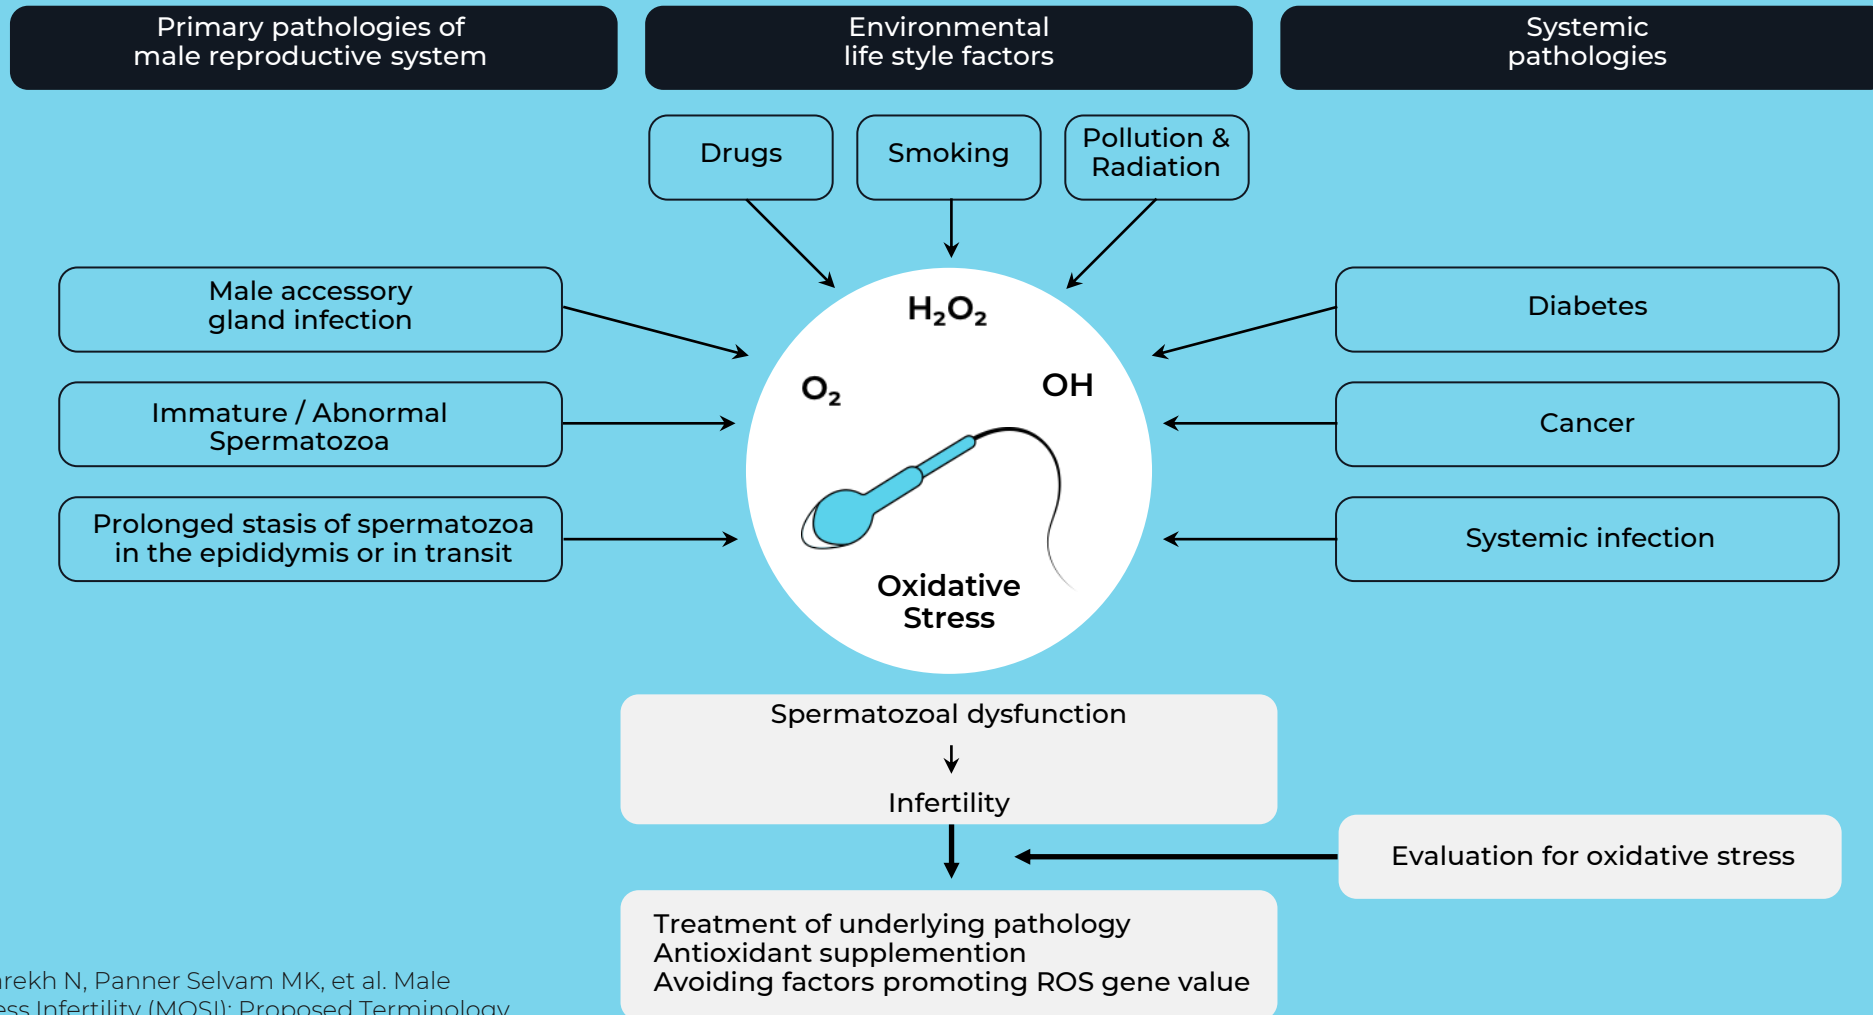 Primary pathologies of
male reproductive system
Environmental
life style factors
Systemic
pathologies
Drugs
Smoking
Pollution &
Radiation
Male accessory
gland infection
Immature / Abnormal
Spermatozoa
Prolonged stasis of spermatozoa
in the epididymis or in transit
H₂O₂
O₂
OH
Oxidative
Stress
Diabetes
Cancer
Systemic infection
Spermatozoal dysfunction
Infertility
Evaluation for oxidative stress
Treatment of underlying pathology
Antioxidant supplemention
Avoiding factors promoting ROS gene value
N, Panner Selvam MK, et al. Male
Infertility (MOSI): Proposed Terminology